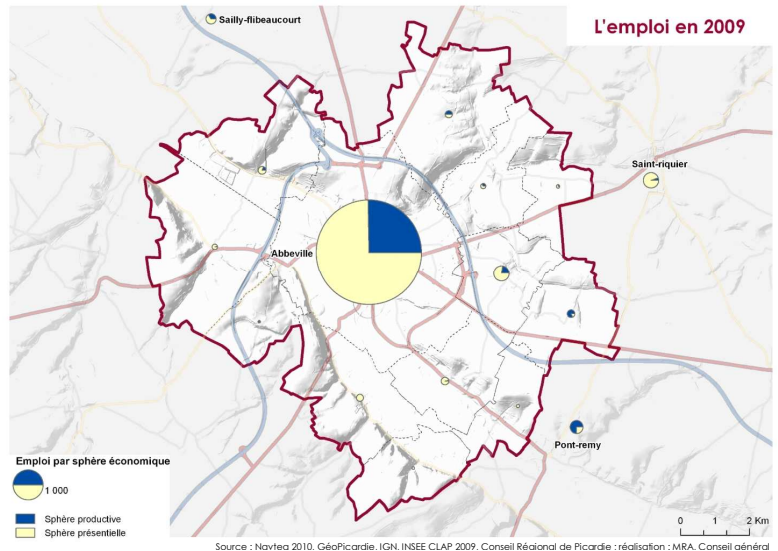 L'emploi en 2009
Sailly-flibeaucourt
Saint-riquier
Abbeville
Pont-remy
Emploi par sphère économique
1 000
Sphère productive
Sphère présentielle
0 1 2 Km
Source : Navteq 2010, GéoPicardie, IGN, INSEE CLAP 2009, Conseil Régional de Picardie ; réalisation : MRA, Conseil général